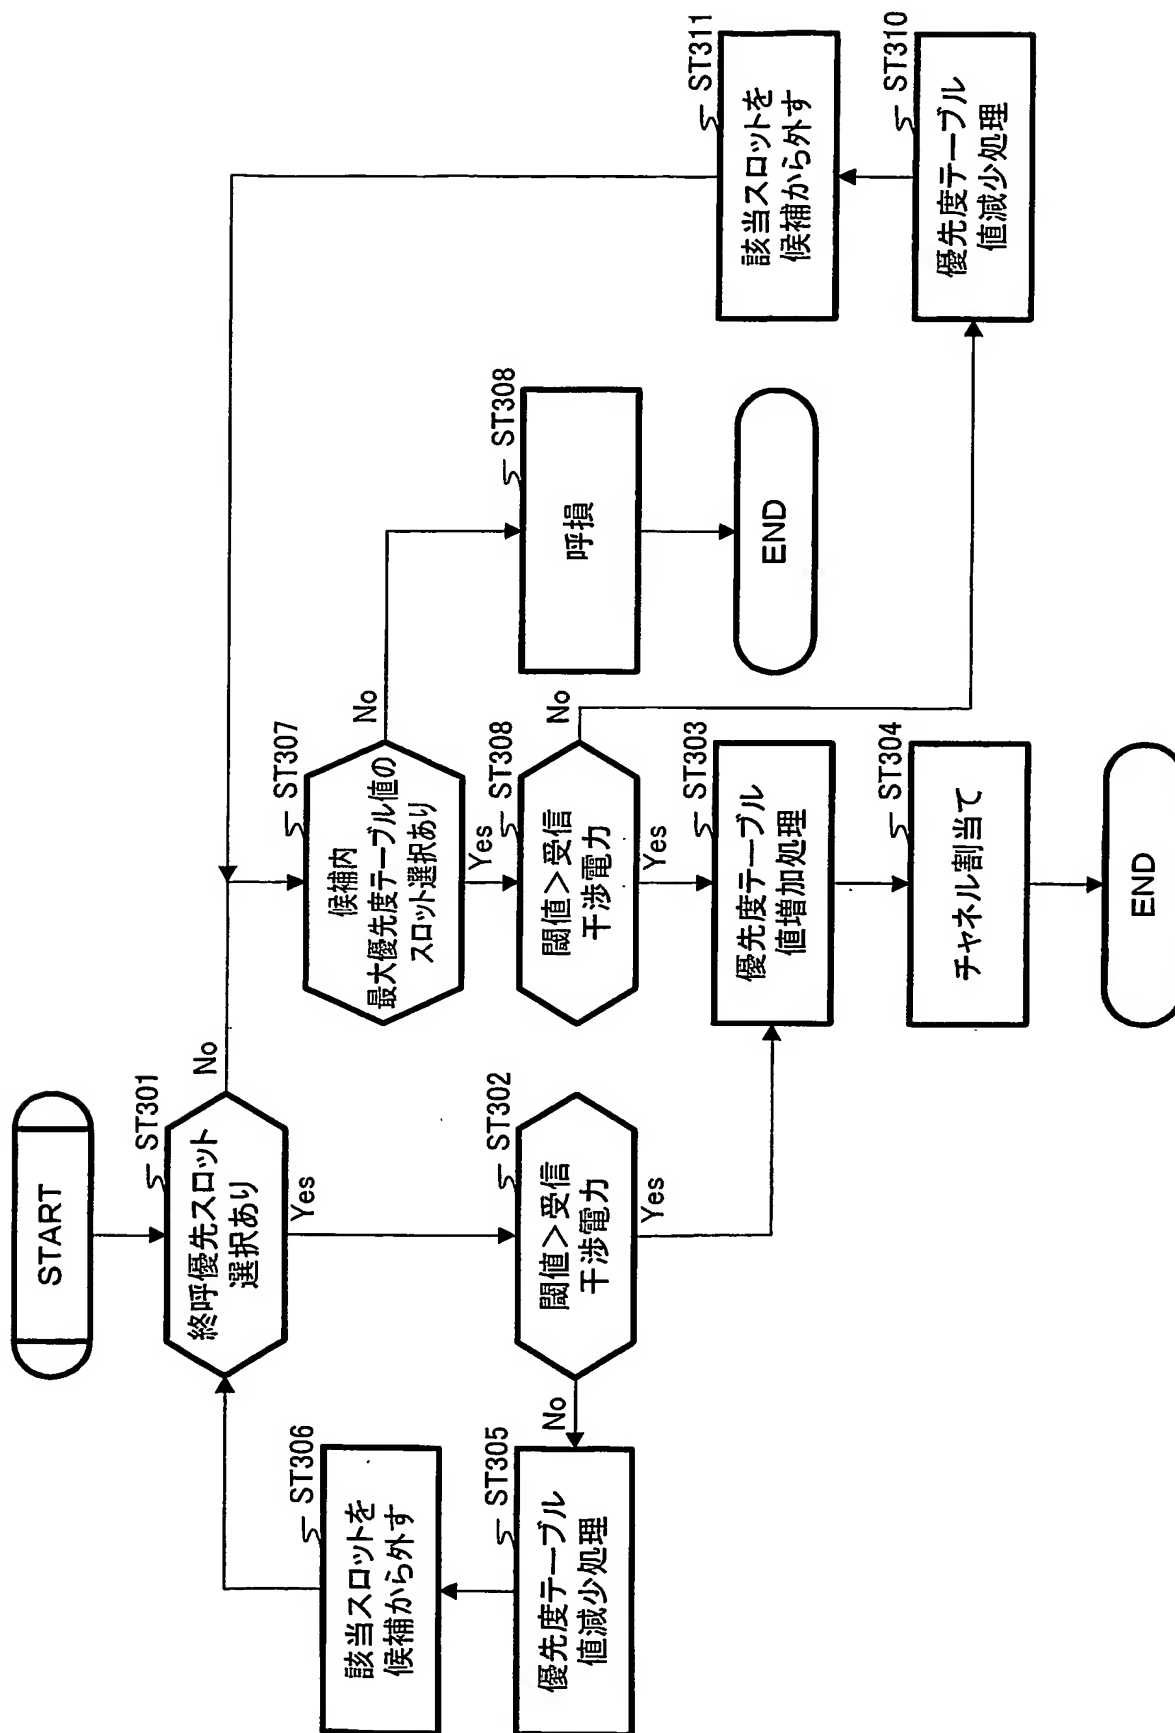 START
ST301
終呼優先スロット
選択あり
No
Yes
ST302
閾値＞受信
干渉電力
Yes
No
ST305
優先度テーブル
値減少処理
ST306
該当スロットを
候補から外す
ST307
候補内
最大優先度テーブル値の
スロット選択あり
No
Yes
ST308
閾値＞受信
干渉電力
No
Yes
ST303
優先度テーブル
値増加処理
ST304
チャネル割当て
END
ST308
呼損
END
ST311
該当スロットを
候補から外す
ST310
優先度テーブル
値減少処理